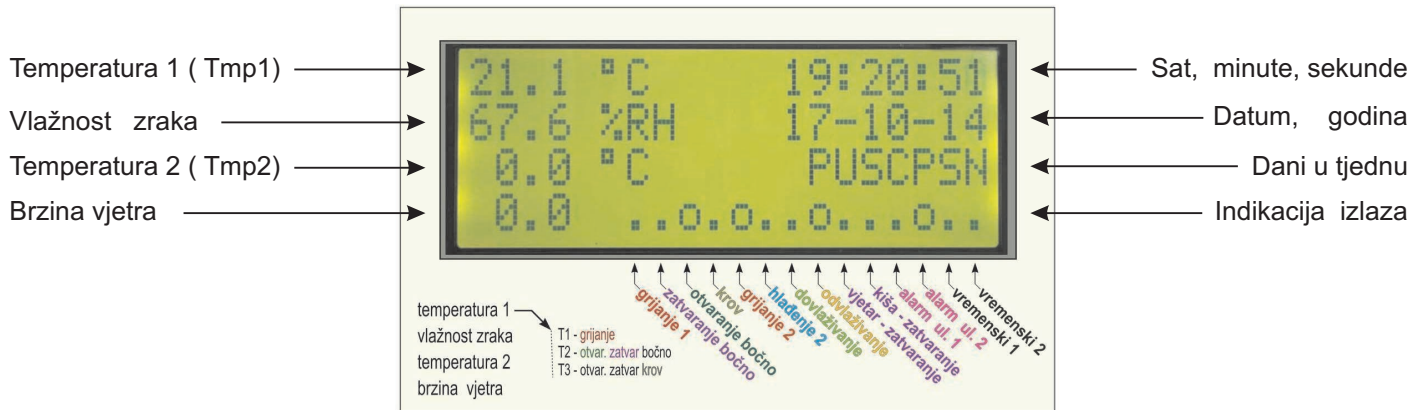 Temperatura 1 ( Tmp1)
Vlažnost zraka
Temperatura 2 ( Tmp2)
Brzina vjetra
21.1 °C 19:20:51
67.6 %RH 17-10-14
0.0 °C PUSCPSN
0.0 ..o.o..o...o..
Sat, minute, sekunde
Datum, godina
Dani u tjednu
Indikacija izlaza
grijanje 1
zatvaranje bočno
otvaranje bočno
krov
grijanje 2
hlađenje 2
dovlaživanje
odvlaživanje
vjetar - zatvaranje
kiša - zatvaranje
alarm ul. 1
alarm ul. 2
vremenski 1
vremenski 2
temperatura 1
vlažnost zraka
temperatura 2
brzina vjetra
T1 - grijanje
T2 - otvar. zatvar bočno
T3 - otvar. zatvar krov